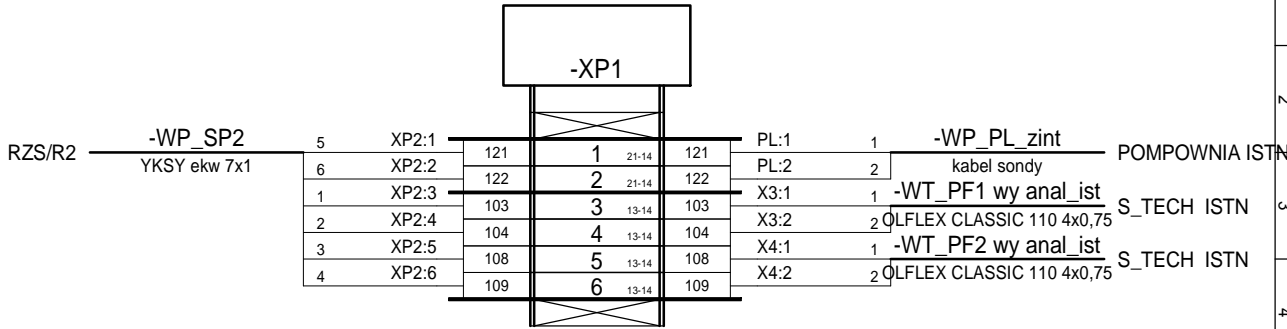 -XP1
RZS/R2 -WP_SP2 YKSY ekw 7x1
5 XP2:1 121 1 21-14 121 PL:1 1 -WP_PL_zint POMPOWNIA ISTN
6 XP2:2 122 2 21-14 122 PL:2 2 kabel sondy
1 XP2:3 103 3 13-14 103 X3:1 1 -WT_PF1 wy anal_ist S_TECH ISTN
2 XP2:4 104 4 13-14 104 X3:2 2 OLFLEX CLASSIC 110 4x0,75
3 XP2:5 108 5 13-14 108 X4:1 1 -WT_PF2 wy anal_ist S_TECH ISTN
4 XP2:6 109 6 13-14 109 X4:2 2 OLFLEX CLASSIC 110 4x0,75
2
3
4